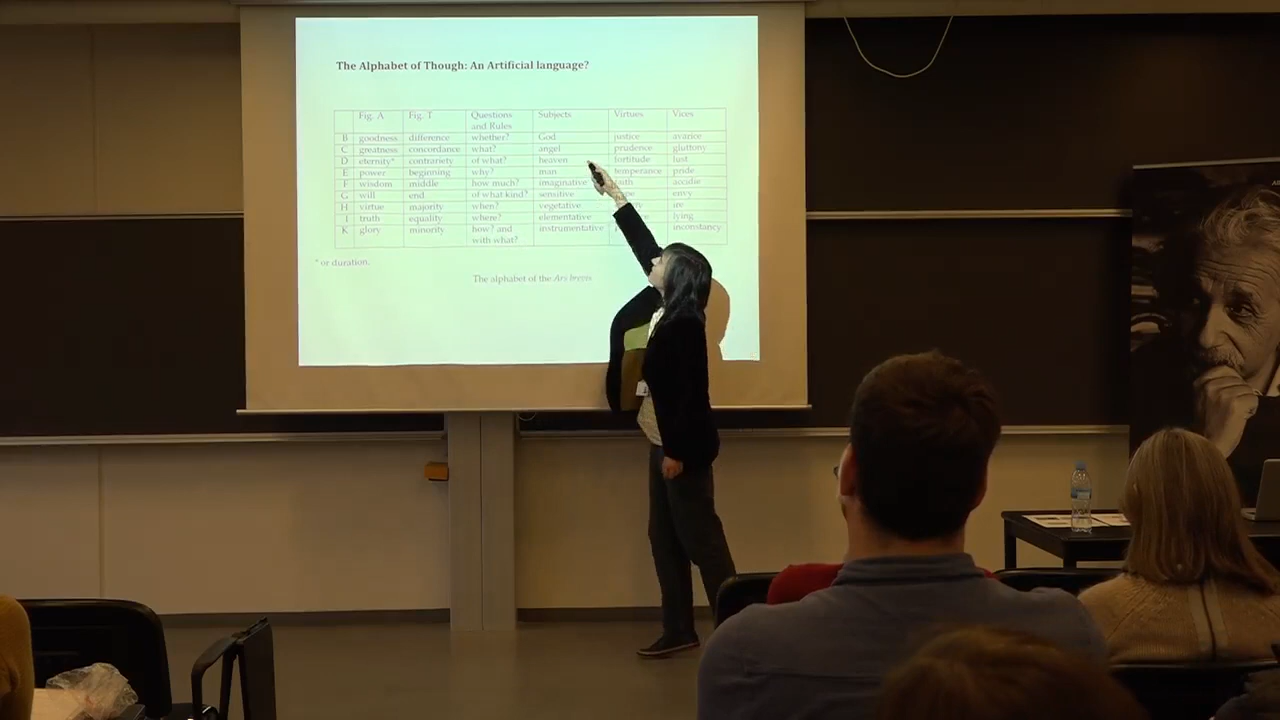 The Alphabet of Though: An Artificial language?
Fig. A Fig. T Questions and Rules Subjects Virtues Vices
B goodness difference whether? God justice avarice
C greatness concordance what? angel prudence gluttony
D eternity* contrariety of what? heaven fortitude lust
E power beginning why? man temperance pride
F wisdom middle how much? imaginative faith accidie
G will end of what kind? sensitive envy
H virtue majority when? vegetative ire
I truth equality where? elementative lying
K glory minority how? and with what? instrumentative inconstancy
* or duration.
The alphabet of the Ars brevis